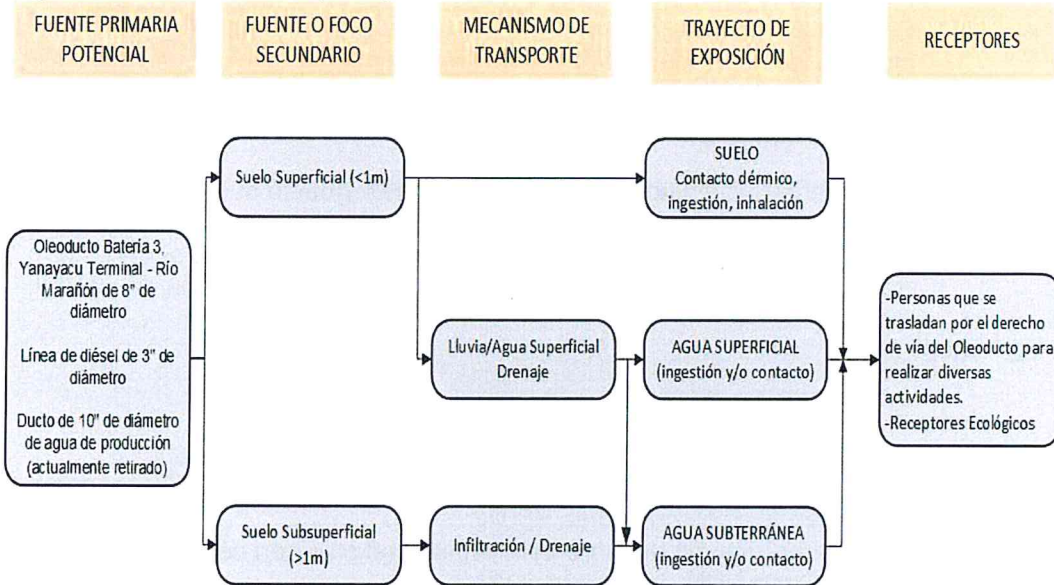 FUENTE PRIMARIA
POTENCIAL
FUENTE O FOCO
SECUNDARIO
MECANISMO DE
TRANSPORTE
TRAYECTO DE
EXPOSICIÓN
RECEPTORES
Oleoducto Batería 3,
Yanayacu Terminal - Río
Marañón de 8" de
diámetro
Línea de diésel de 3" de
diámetro
Ducto de 10" de diámetro
de agua de producción
(actualmente retirado)
Suelo Superficial (<1m)
Suelo Subsuperficial
(>1m)
Lluvia/Agua Superficial
Drenaje
Infiltración / Drenaje
SUELO
Contacto dérmico,
ingestión, inhalación
AGUA SUPERFICIAL
(ingestión y/o contacto)
AGUA SUBTERRÁNEA
(ingestión y/o contacto)
-Personas que se
trasladan por el derecho
de vía del Oleoducto para
realizar diversas
actividades.
-Receptores Ecológicos